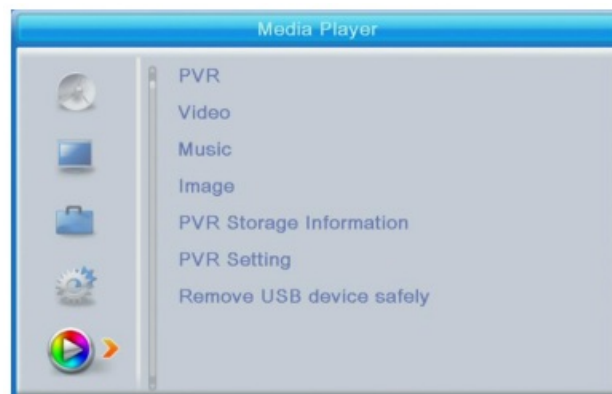 Media Player
PVR
Video
Music
Image
PVR Storage Information
PVR Setting
Remove USB device safely